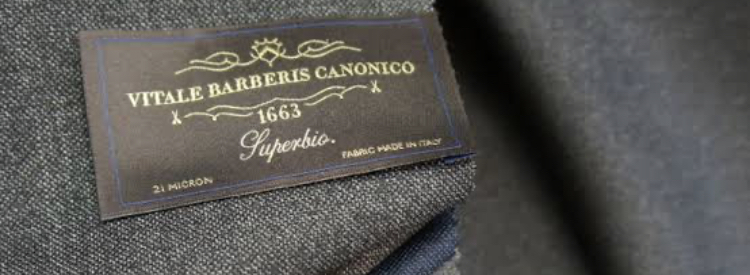 VITALE BARBERIS CANONICO
1663
Superbio.
FABRIC MADE IN ITALY
21 MICRON